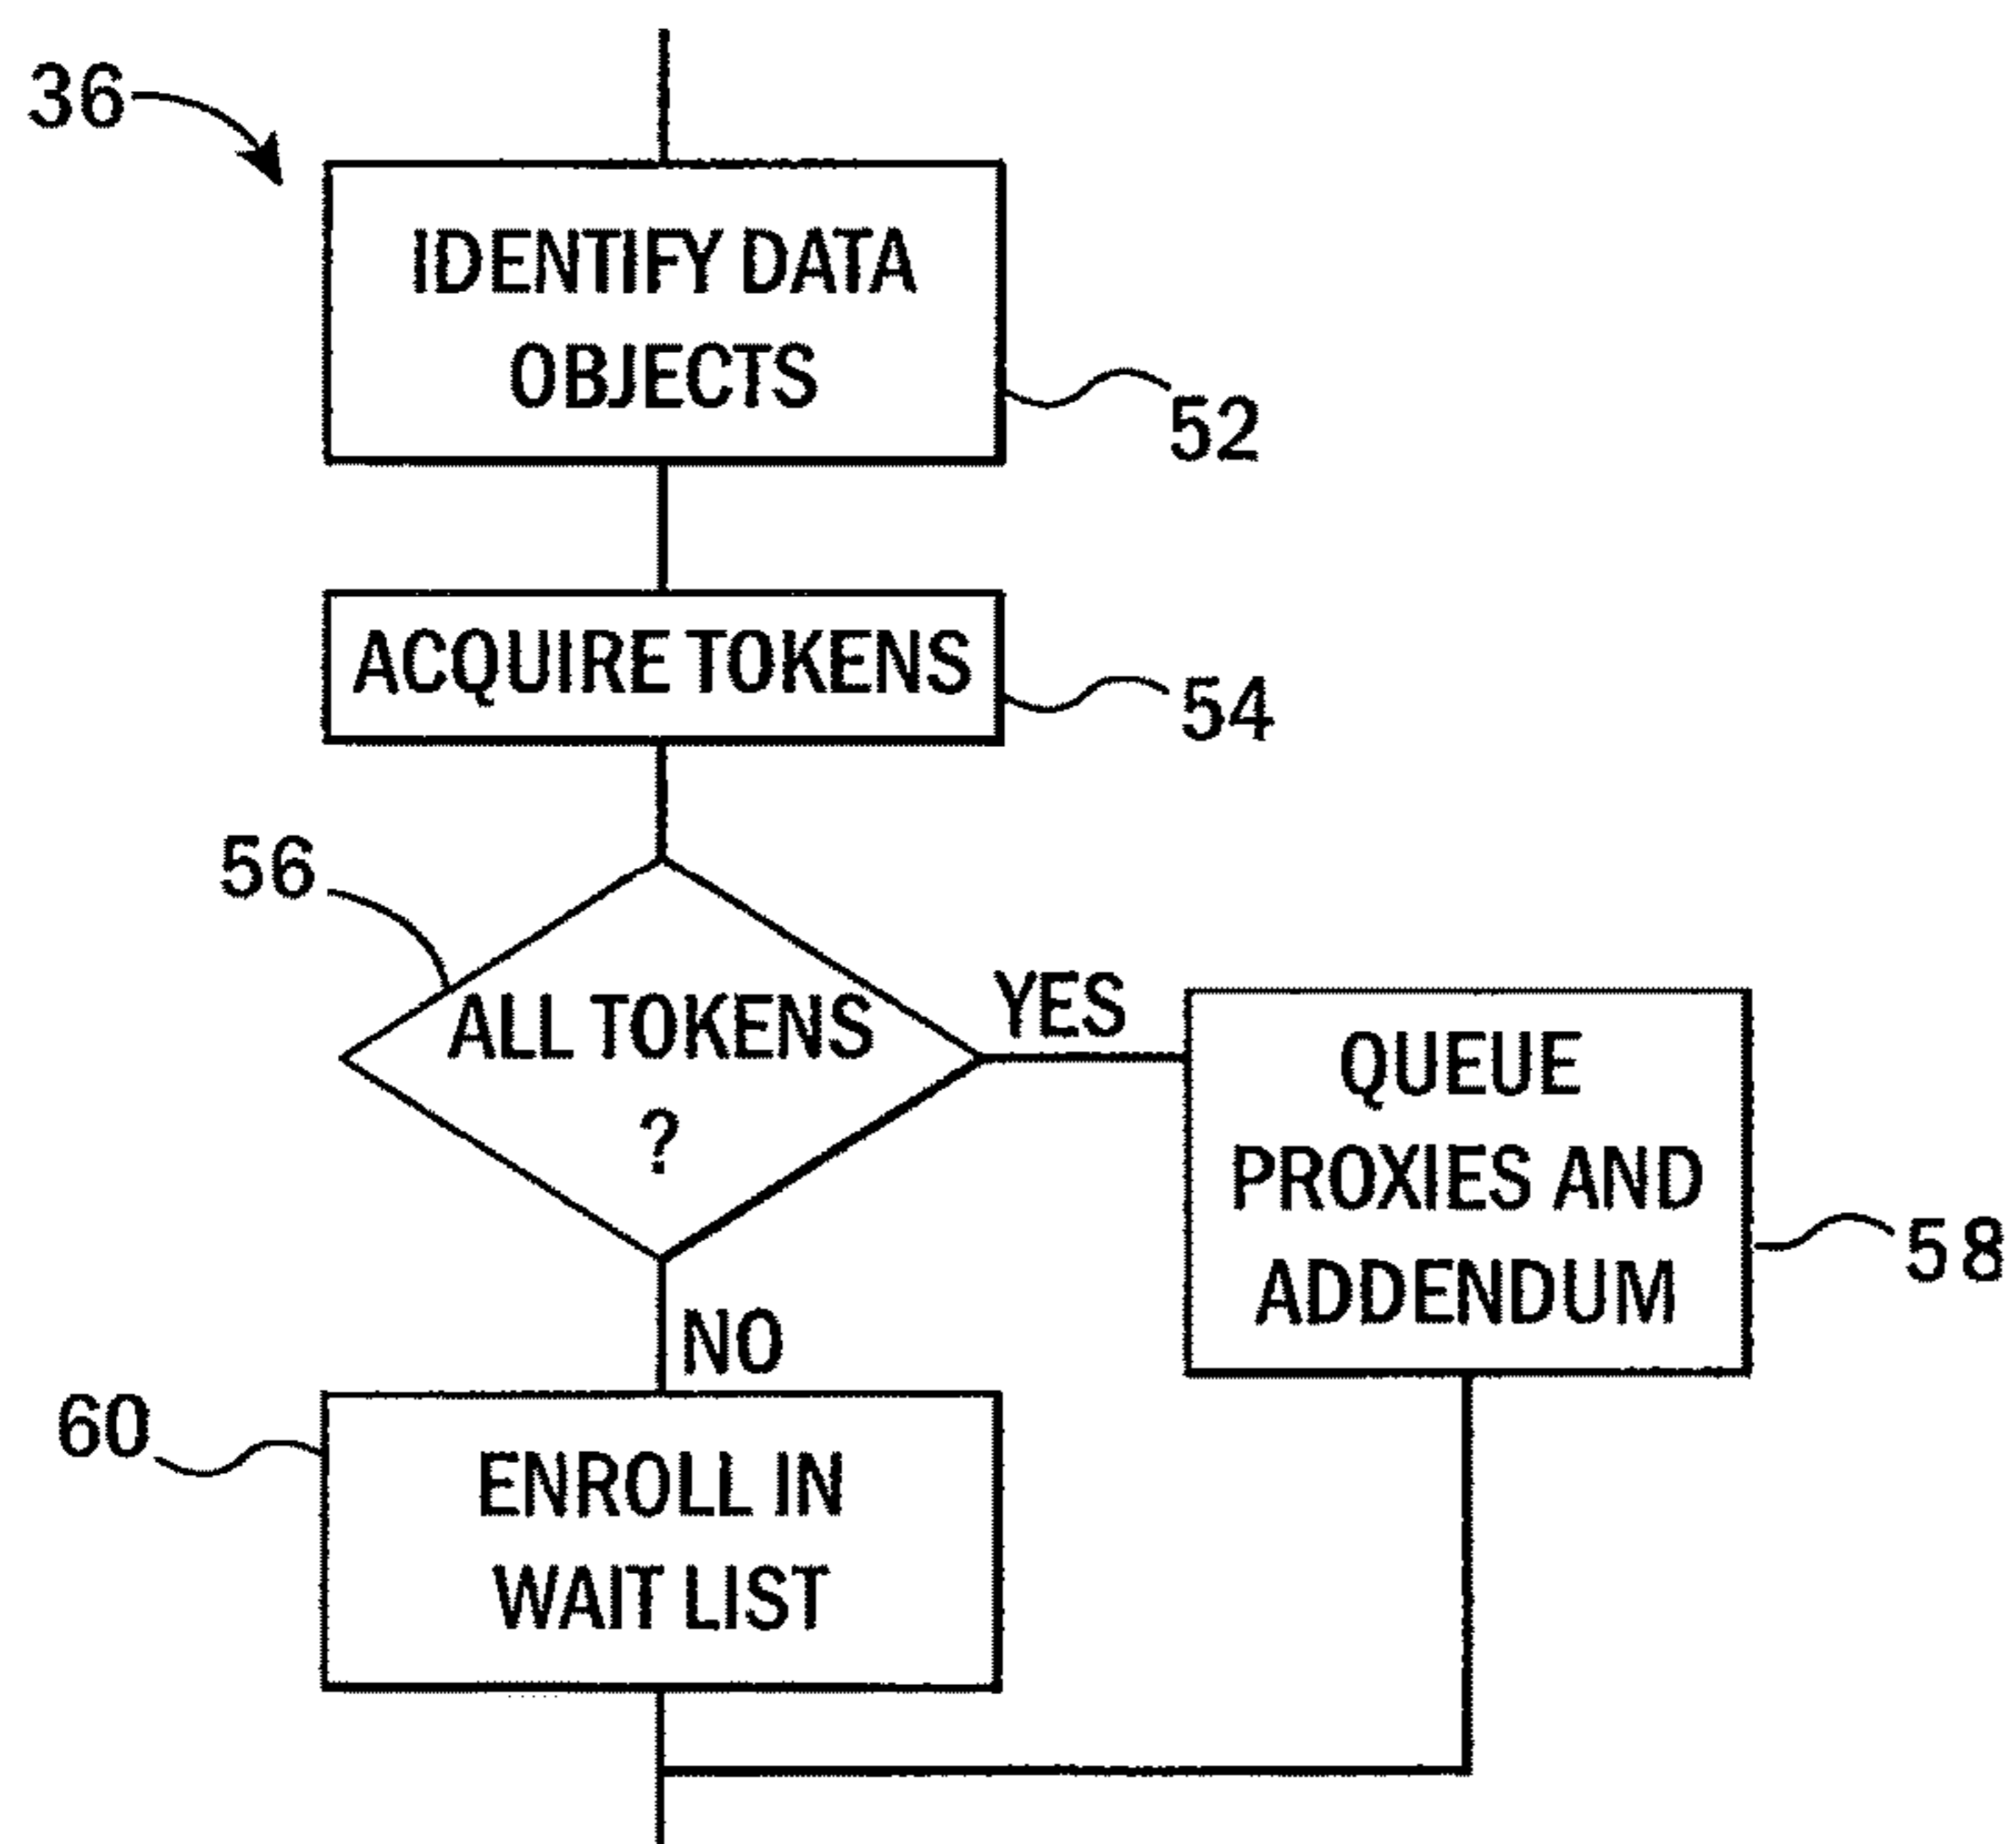 36
IDENTIFY DATA
OBJECTS
52
ACQUIRE TOKENS
54
56
ALL TOKENS
?
YES
QUEUE
PROXIES AND
ADDENDUM
58
NO
60
ENROLL IN
WAIT LIST